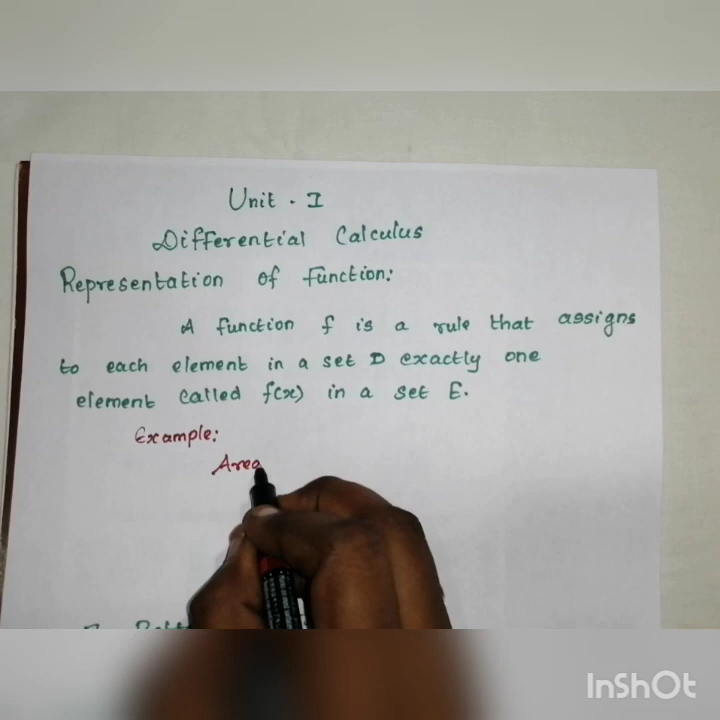 Unit - I
Differential Calculus
Representation of Function:
A function f is a rule that assigns
to each element in a set D exactly one
element called f(x) in a set E.
Example:
Area
InShOt